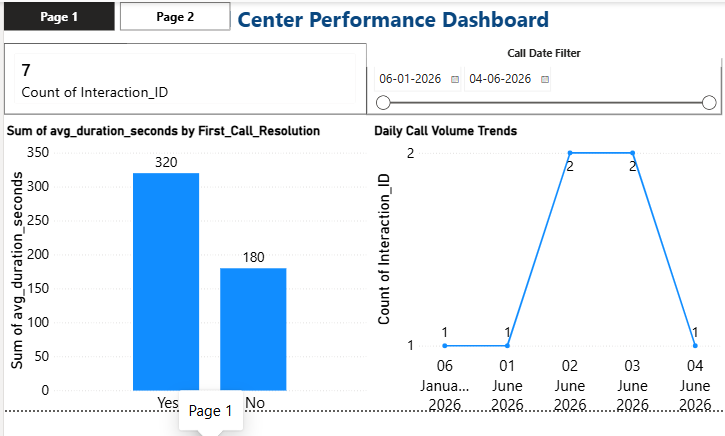 Page 1
Page 2
Center Performance Dashboard
7
Count of Interaction_ID
Call Date Filter
06-01-2026
04-06-2026
Sum of avg_duration_seconds by First_Call_Resolution
Sum of avg_duration_seconds
350
300
250
200
150
100
50
0
320
180
Yes
No
Page 1
Daily Call Volume Trends
Count of Interaction_ID
2
1
1
1
2
2
1
06 Janua... 2026
01 June 2026
02 June 2026
03 June 2026
04 June 2026